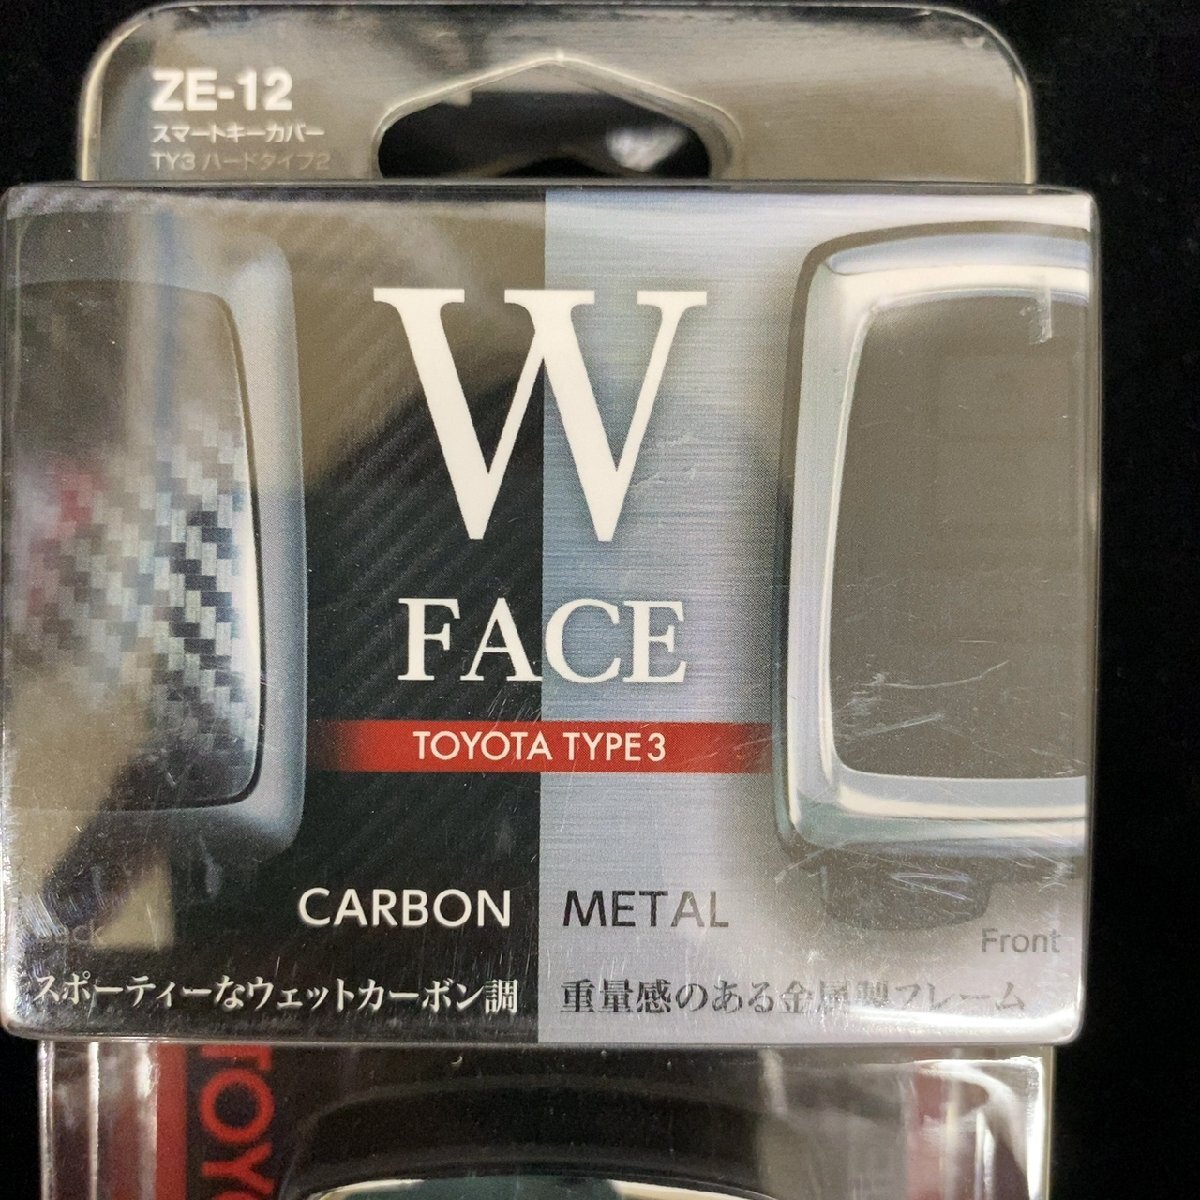 ZE-12
スマートキーカバー
TY3 ハードタイプ2
W
FACE
TOYOTA TYPE3
CARBON METAL
Front
スポーティーなウェットカーボン調 重量感のある金属製フレーム
TOYO